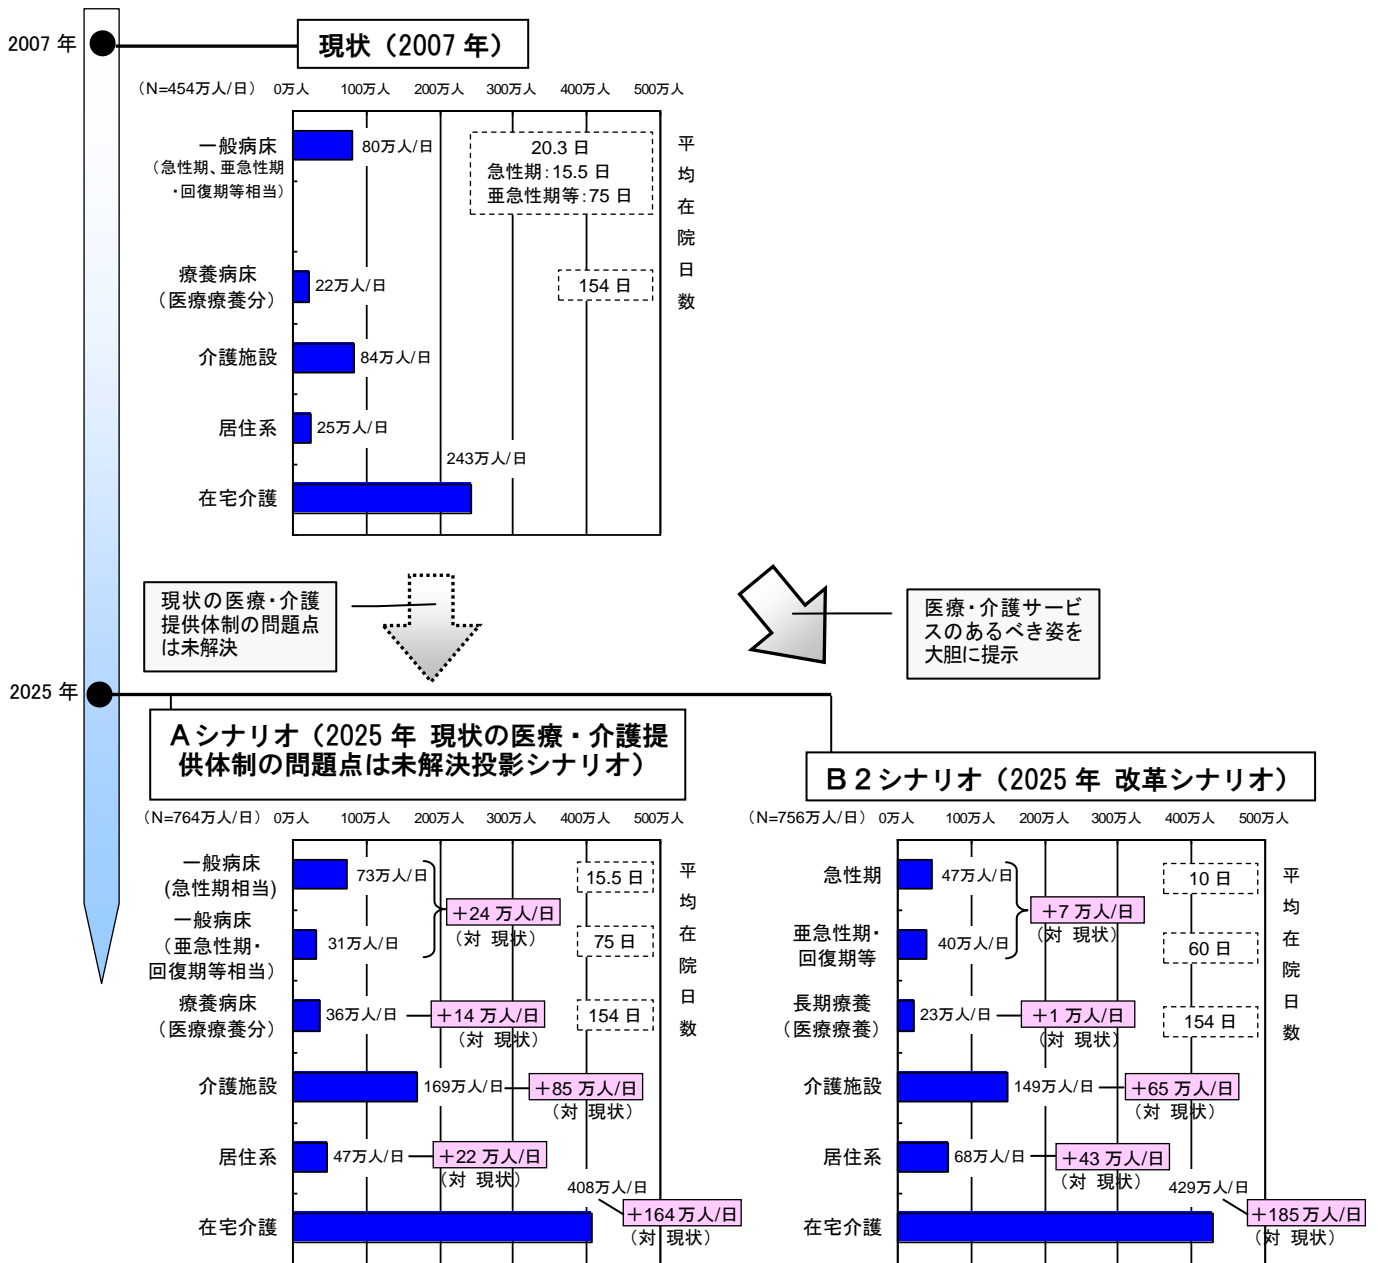 2007 年
現状（2007 年）
（N=454万人/日）
0万人 100万人 200万人 300万人 400万人 500万人
一般病床
（急性期、亜急性期
・回復期等相当）
80万人/日
20.3 日
急性期：15.5 日
亜急性期等：75 日
平均在院日数
療養病床
（医療療養分）
22万人/日
154 日
介護施設
84万人/日
居住系
25万人/日
243万人/日
在宅介護
現状の医療・介護
提供体制の問題点
は未解決
医療・介護サービ
スのあるべき姿を
大胆に提示
2025 年
Ａシナリオ（2025 年 現状の医療・介護提
供体制の問題点は未解決投影シナリオ）
（N=764万人/日）
0万人 100万人 200万人 300万人 400万人 500万人
一般病床
(急性期相当)
73万人/日
15.5 日
＋24 万人/日
（対 現状）
一般病床
（亜急性期・
回復期等相当）
31万人/日
75 日
平均在院日数
療養病床
（医療療養分）
36万人/日
＋14 万人/日
（対 現状）
154 日
介護施設
169万人/日
＋85 万人/日
（対 現状）
居住系
47万人/日
＋22 万人/日
（対 現状）
408万人/日
在宅介護
＋164 万人/日
（対 現状）
Ｂ２シナリオ（2025 年 改革シナリオ）
（N=756万人/日）
0万人 100万人 200万人 300万人 400万人 500万人
急性期
47万人/日
10 日
＋7 万人/日
（対 現状）
亜急性期・
回復期等
40万人/日
60 日
平均在院日数
長期療養
（医療療養）
23万人/日
＋1 万人/日
（対 現状）
154 日
介護施設
149万人/日
＋65 万人/日
（対 現状）
居住系
68万人/日
＋43 万人/日
（対 現状）
429万人/日
在宅介護
＋185 万人/日
（対 現状）